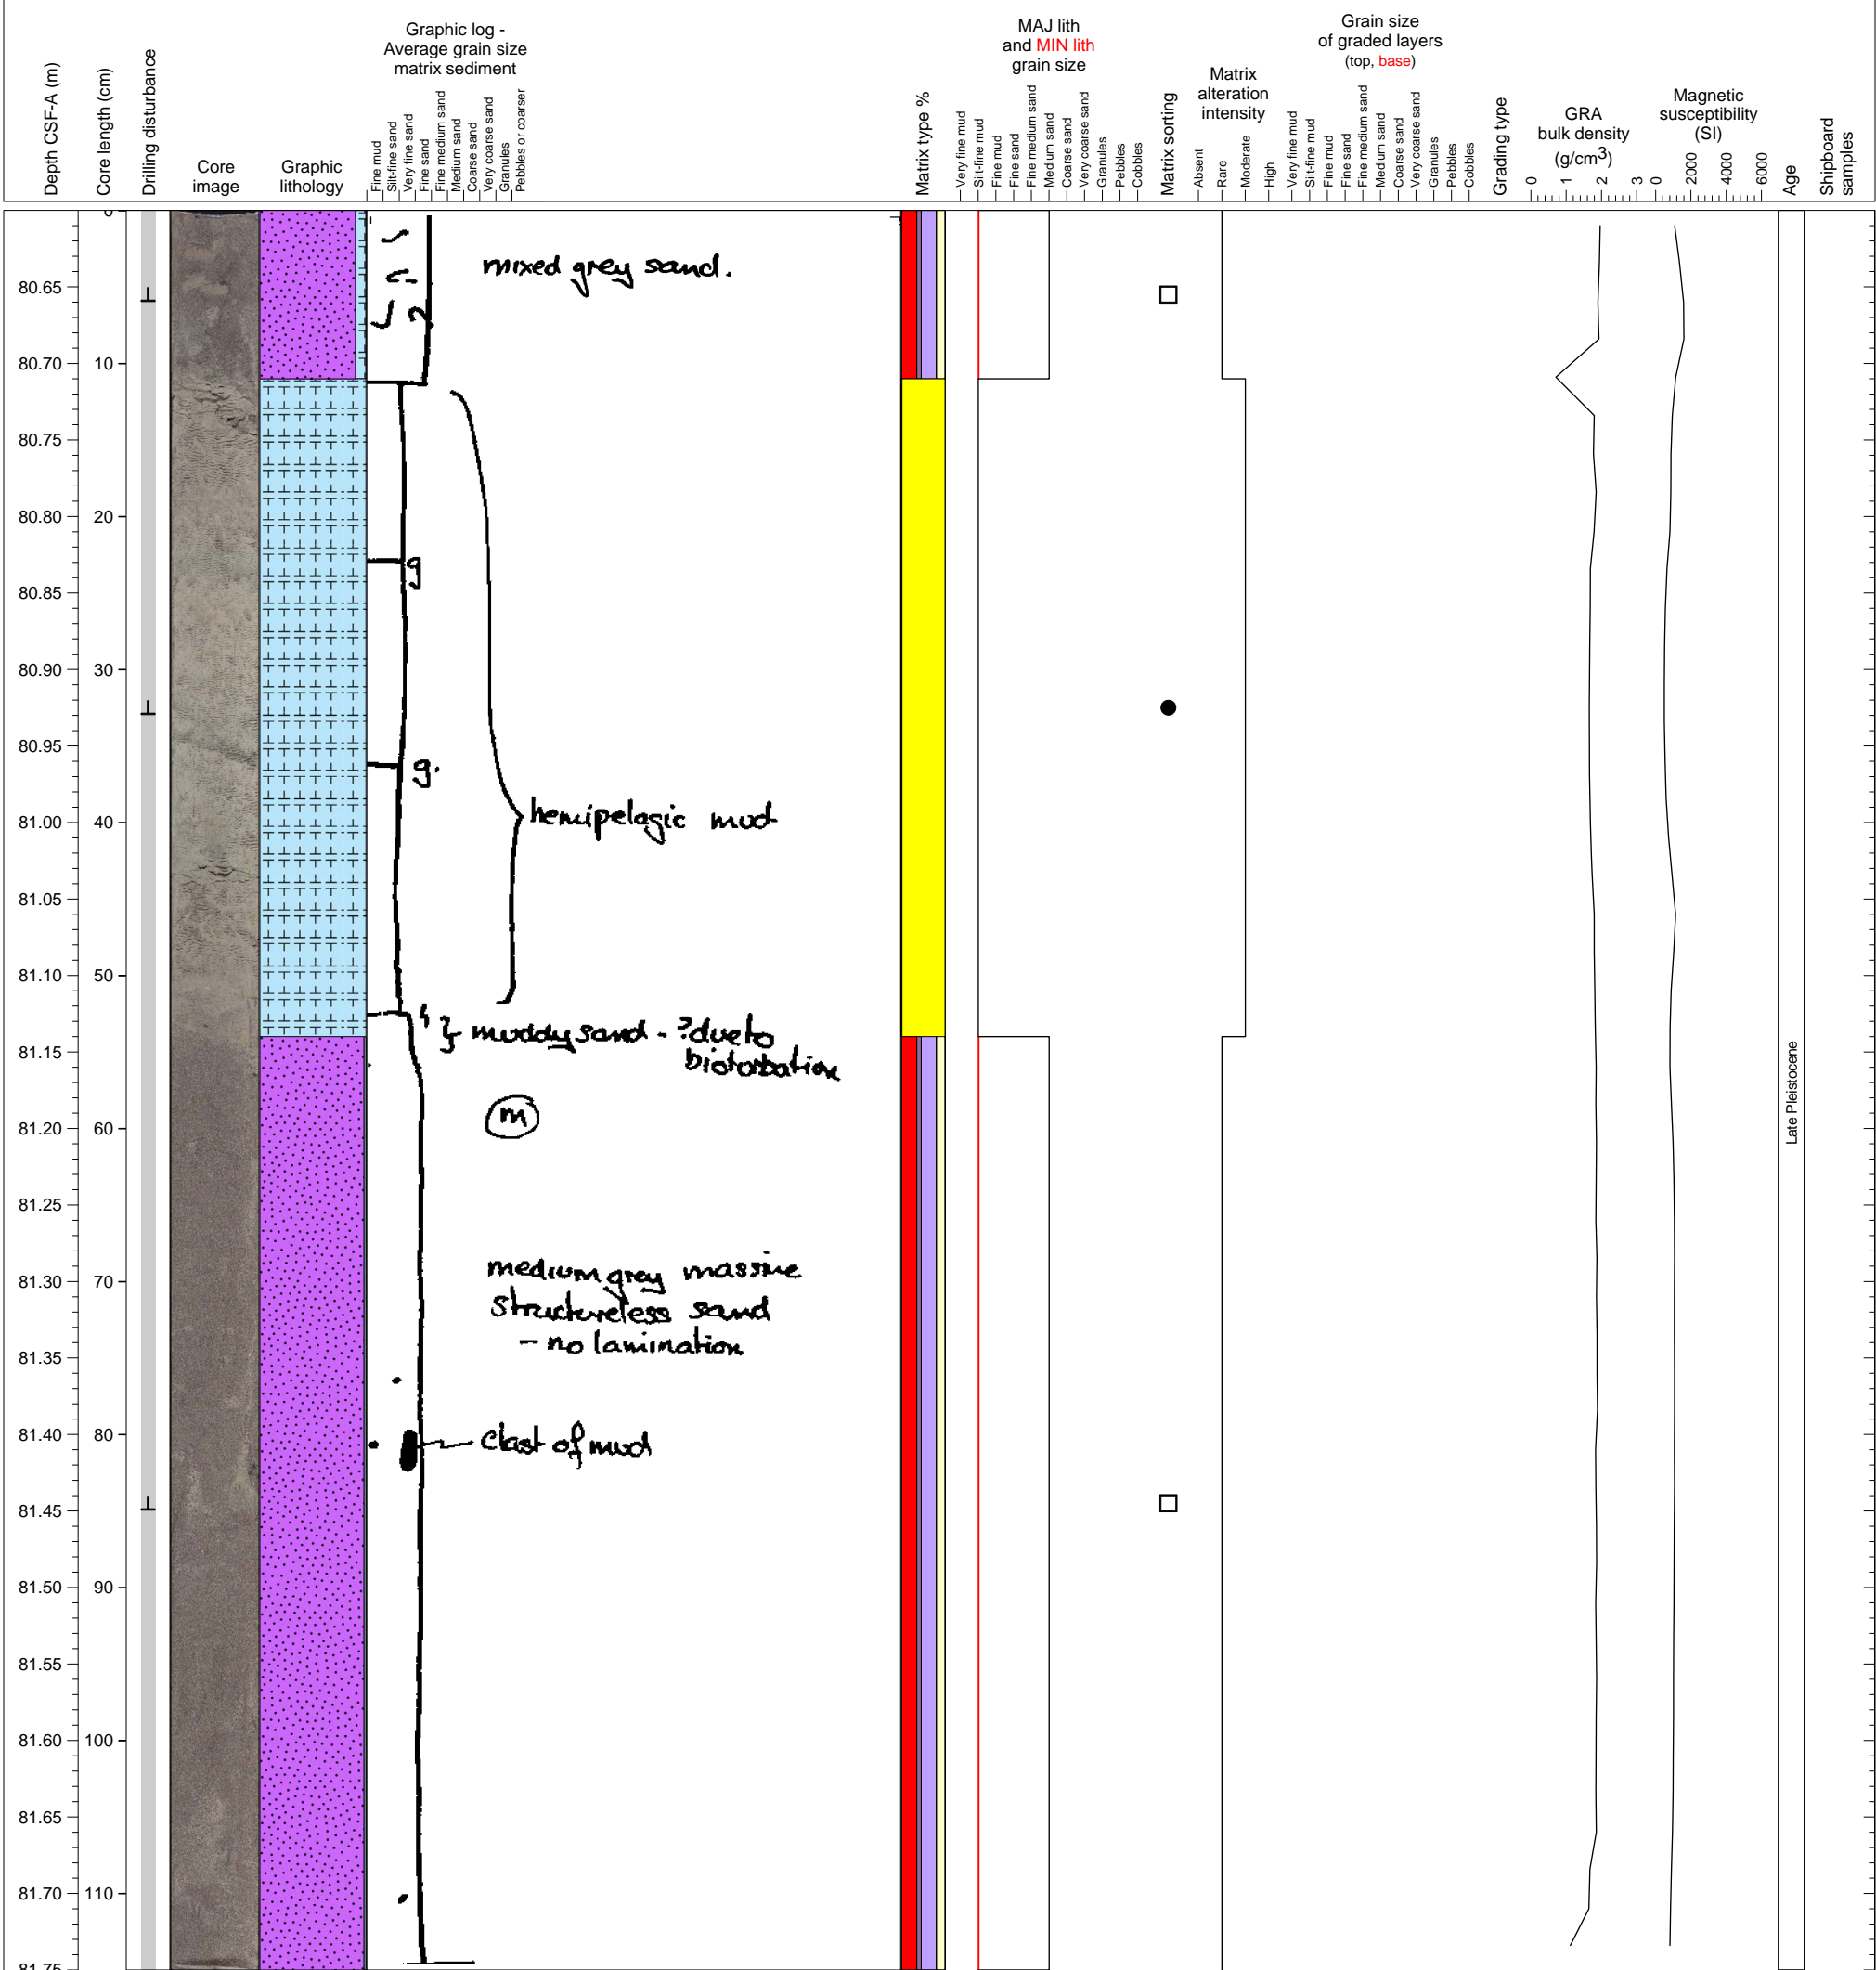 Depth CSF-A (m)
Core length (cm)
Drilling disturbance
Core
image
Graphic
lithology
Graphic log -
Average grain size
matrix sediment
Fine mud
Silt-fine sand
Very fine sand
Fine sand
Fine medium sand
Medium sand
Coarse sand
Very coarse sand
Granules
Pebbles or coarser
Matrix type %
MAJ lith
and MIN lith
grain size
Very fine mud
Silt-fine mud
Fine mud
Fine sand
Fine medium sand
Medium sand
Coarse sand
Very coarse sand
Granules
Pebbles
Cobbles
Matrix sorting
Matrix
alteration
intensity
Absent
Rare
Moderate
High
Grain size
of graded layers
(top, base)
Very fine mud
Silt-fine mud
Fine mud
Fine sand
Fine medium sand
Medium sand
Coarse sand
Very coarse sand
Granules
Pebbles
Cobbles
Grading type
GRA
bulk density
(g/cm3)
0 1 2 3
Magnetic
susceptibility
(SI)
0 2000 4000 6000
Age
Shipboard
samples
0
mixed grey sand.
80.65
80.70 10
80.75
80.80 20
g
80.85
80.90 30
80.95
g.
81.00 40
hemipelagic mud
81.05
81.10 50
muddy sand - ?due to
bioturbation
81.15
Late Pleistocene
m
81.20 60
81.25
medium grey massive
81.30 70
structureless sand
- no lamination
81.35
81.40 80
clast of mud
81.45
81.50 90
81.55
81.60 100
81.65
81.70 110
81.75